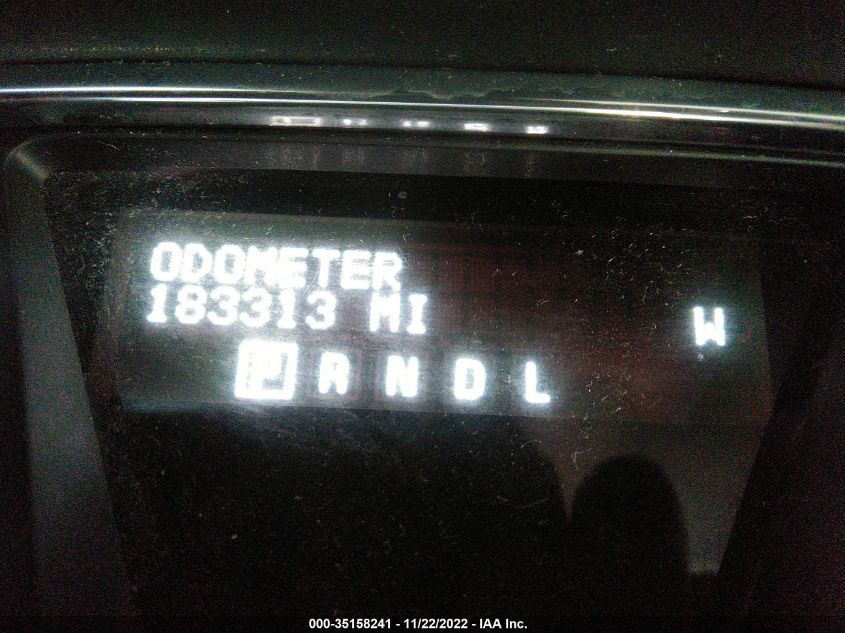 ODOMETER
183313 MI
W
P R N D L
000-35158241 - 11/22/2022 - IAA Inc.